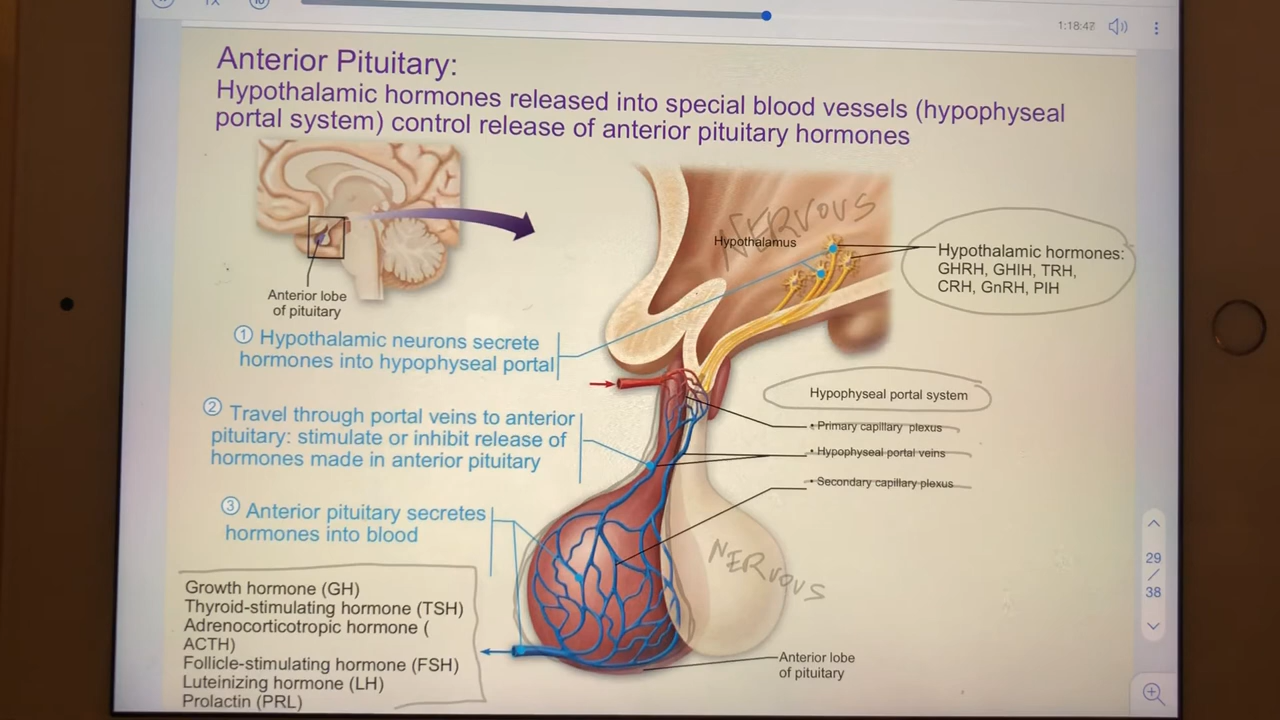 1X
10
1:18:47
Anterior Pituitary:
Hypothalamic hormones released into special blood vessels (hypophyseal
portal system) control release of anterior pituitary hormones
NERVOUS
Hypothalamus
Hypothalamic hormones:
GHRH, GHIH, TRH,
CRH, GnRH, PIH
Anterior lobe
of pituitary
① Hypothalamic neurons secrete
hormones into hypophyseal portal
Hypophyseal portal system
• Primary capillary plexus
• Hypophyseal portal veins
• Secondary capillary plexus
② Travel through portal veins to anterior
pituitary: stimulate or inhibit release of
hormones made in anterior pituitary
③ Anterior pituitary secretes
hormones into blood
NERVOUS
29
/
38
Growth hormone (GH)
Thyroid-stimulating hormone (TSH)
Adrenocorticotropic hormone (
ACTH)
Follicle-stimulating hormone (FSH)
Luteinizing hormone (LH)
Prolactin (PRL)
Anterior lobe
of pituitary